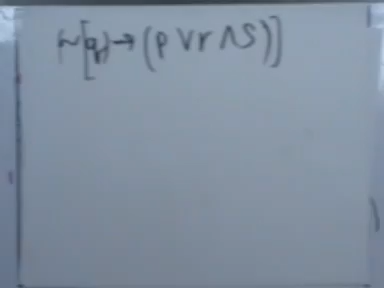 ~[q → (p ∨ r ∧ s)]